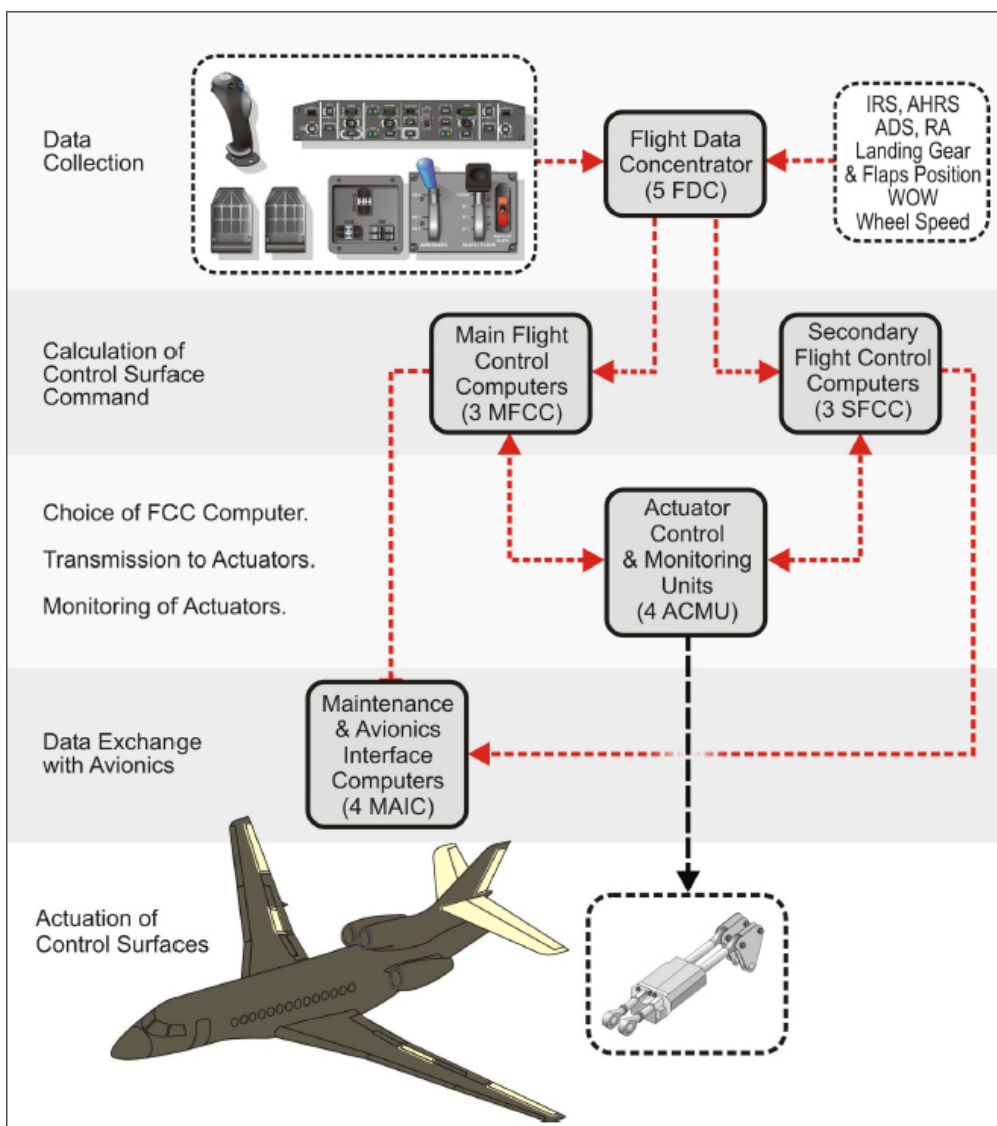 Data
Collection
Flight Data
Concentrator
(5 FDC)
IRS, AHRS
ADS, RA
Landing Gear
& Flaps Position
WOW
Wheel Speed
Calculation of
Control Surface
Command
Main Flight
Control
Computers
(3 MFCC)
Secondary
Flight Control
Computers
(3 SFCC)
Choice of FCC Computer.
Transmission to Actuators.
Monitoring of Actuators.
Actuator
Control
& Monitoring
Units
(4 ACMU)
Data Exchange
with Avionics
Maintenance
& Avionics
Interface
Computers
(4 MAIC)
Actuation of
Control Surfaces